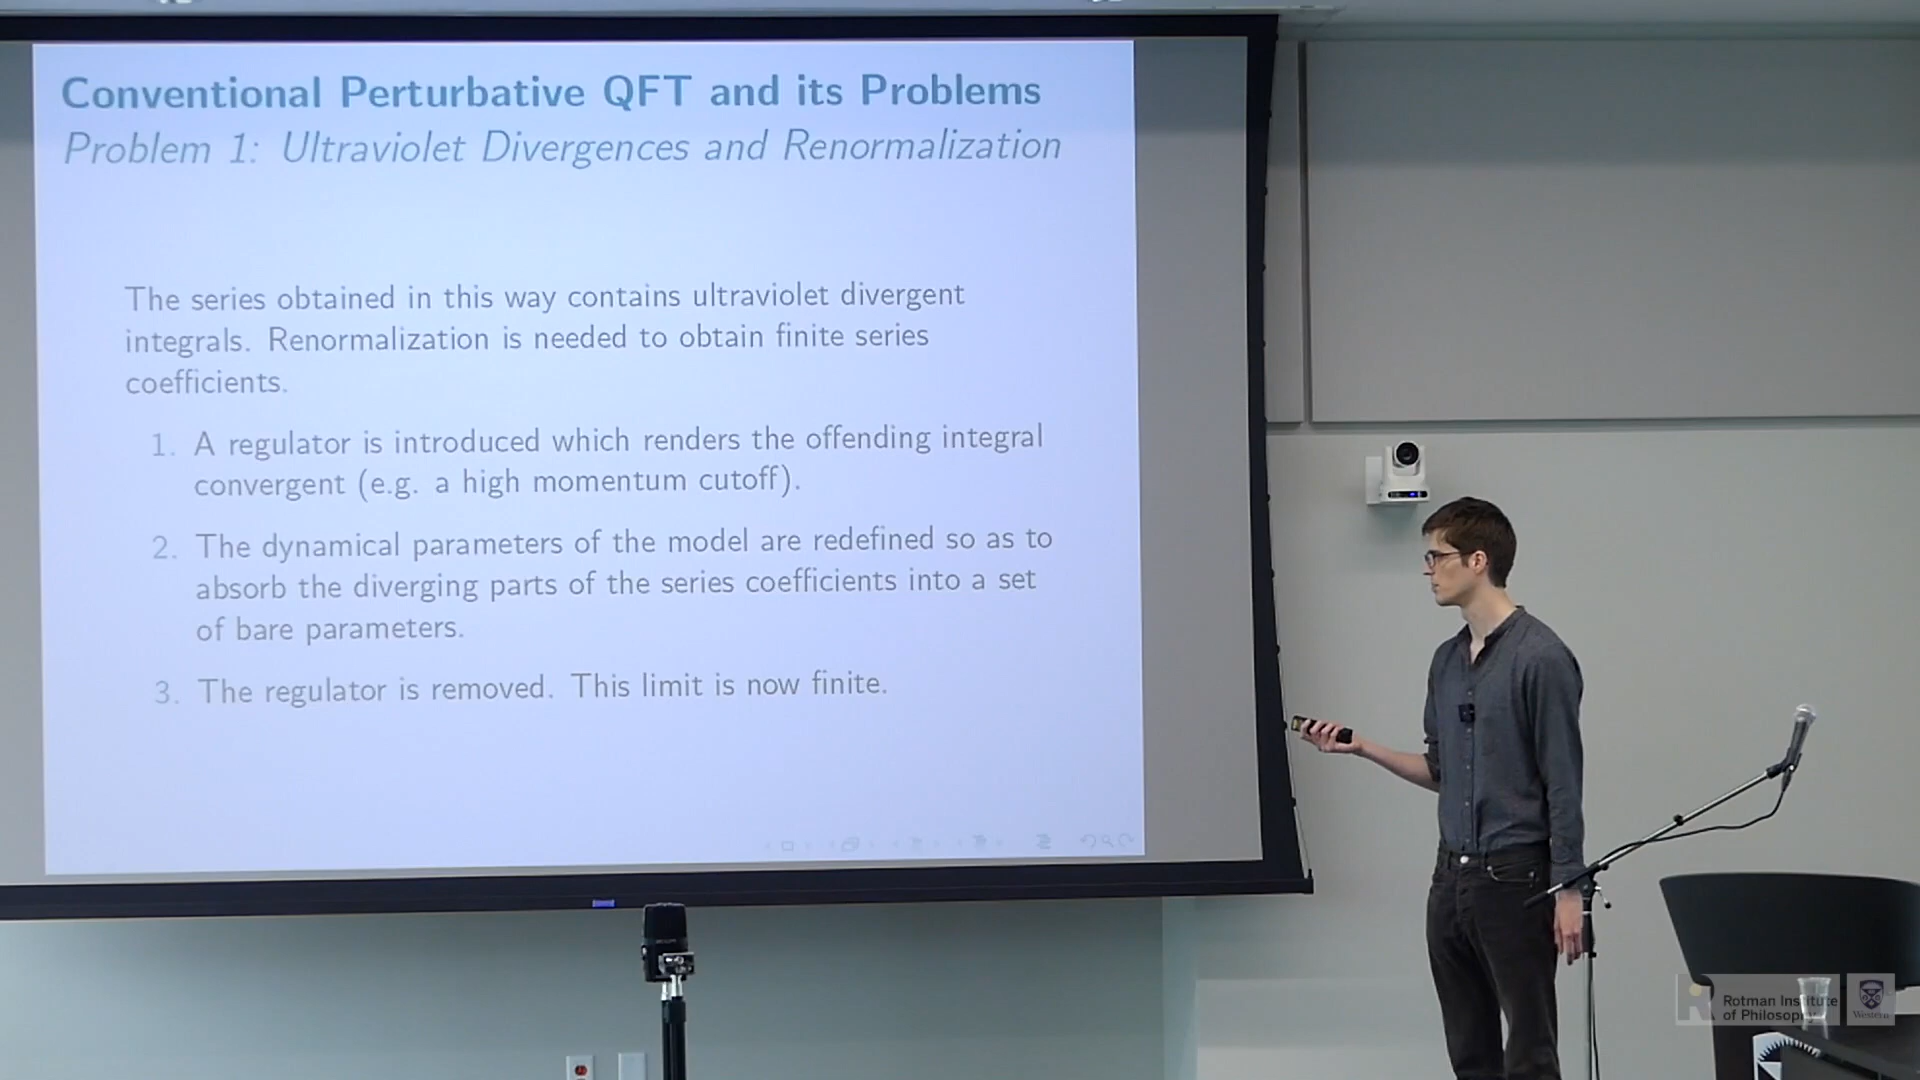 Conventional Perturbative QFT and its Problems
Problem 1: Ultraviolet Divergences and Renormalization
The series obtained in this way contains ultraviolet divergent
integrals. Renormalization is needed to obtain finite series
coefficients.
1. A regulator is introduced which renders the offending integral
convergent (e.g. a high momentum cutoff).
2. The dynamical parameters of the model are redefined so as to
absorb the diverging parts of the series coefficients into a set
of bare parameters.
3. The regulator is removed. This limit is now finite.
R
Rotman Institute
of Philosophy
Western